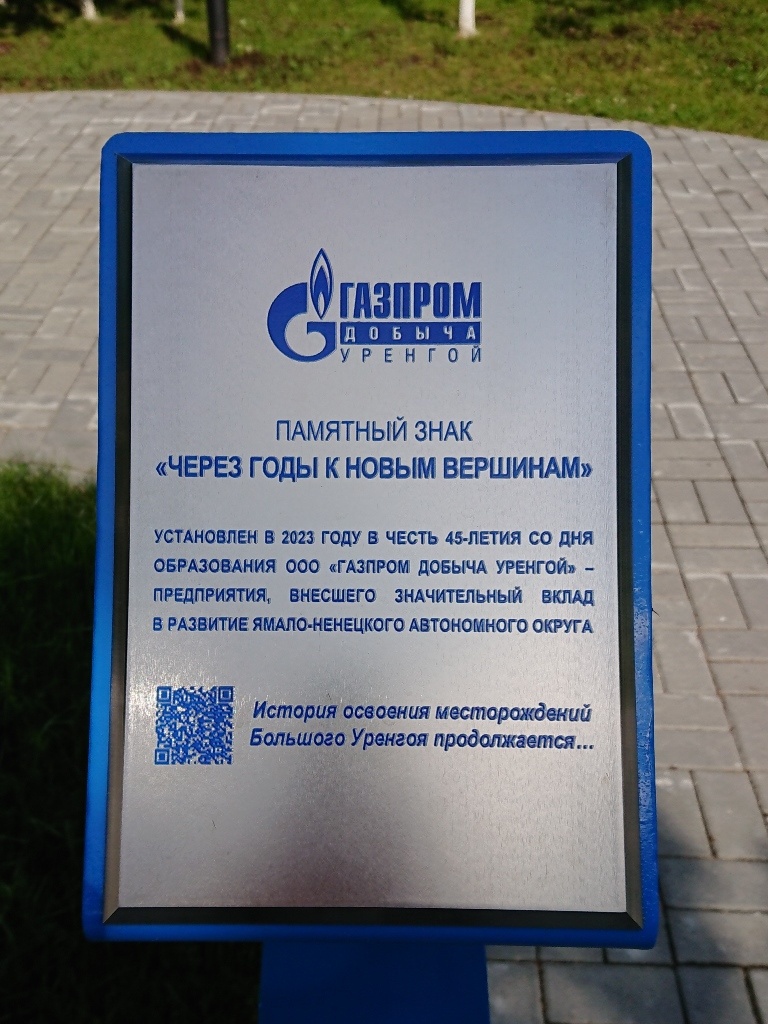 ГАЗПРОМ
ДОБЫЧА
УРЕНГОЙ
ПАМЯТНЫЙ ЗНАК
«ЧЕРЕЗ ГОДЫ К НОВЫМ ВЕРШИНАМ»
УСТАНОВЛЕН В 2023 ГОДУ В ЧЕСТЬ 45-ЛЕТИЯ СО ДНЯ
ОБРАЗОВАНИЯ ООО «ГАЗПРОМ ДОБЫЧА УРЕНГОЙ» –
ПРЕДПРИЯТИЯ, ВНЕСШЕГО ЗНАЧИТЕЛЬНЫЙ ВКЛАД
В РАЗВИТИЕ ЯМАЛО-НЕНЕЦКОГО АВТОНОМНОГО ОКРУГА
История освоения месторождений
Большого Уренгоя продолжается...